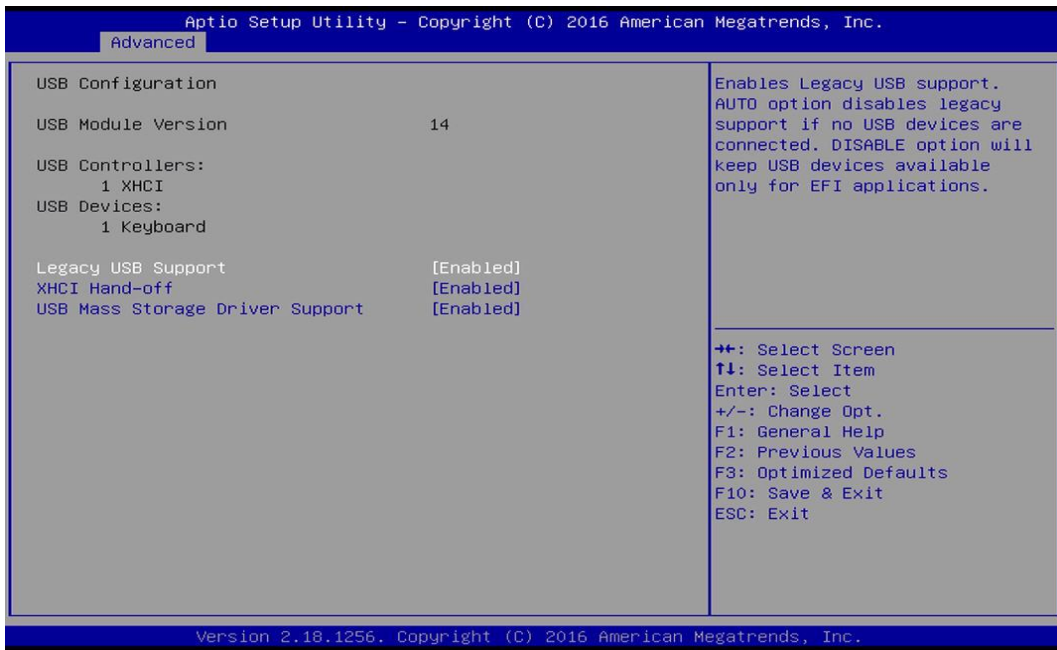 Aptio Setup Utility – Copyright (C) 2016 American Megatrends, Inc.
Advanced
USB Configuration
USB Module Version 14
USB Controllers:
1 XHCI
USB Devices:
1 Keyboard
Legacy USB Support [Enabled]
XHCI Hand-off [Enabled]
USB Mass Storage Driver Support [Enabled]
Enables Legacy USB support.
AUTO option disables legacy
support if no USB devices are
connected. DISABLE option will
keep USB devices available
only for EFI applications.
→←: Select Screen
↑↓: Select Item
Enter: Select
+/-: Change Opt.
F1: General Help
F2: Previous Values
F3: Optimized Defaults
F10: Save & Exit
ESC: Exit
Version 2.18.1256. Copyright (C) 2016 American Megatrends, Inc.